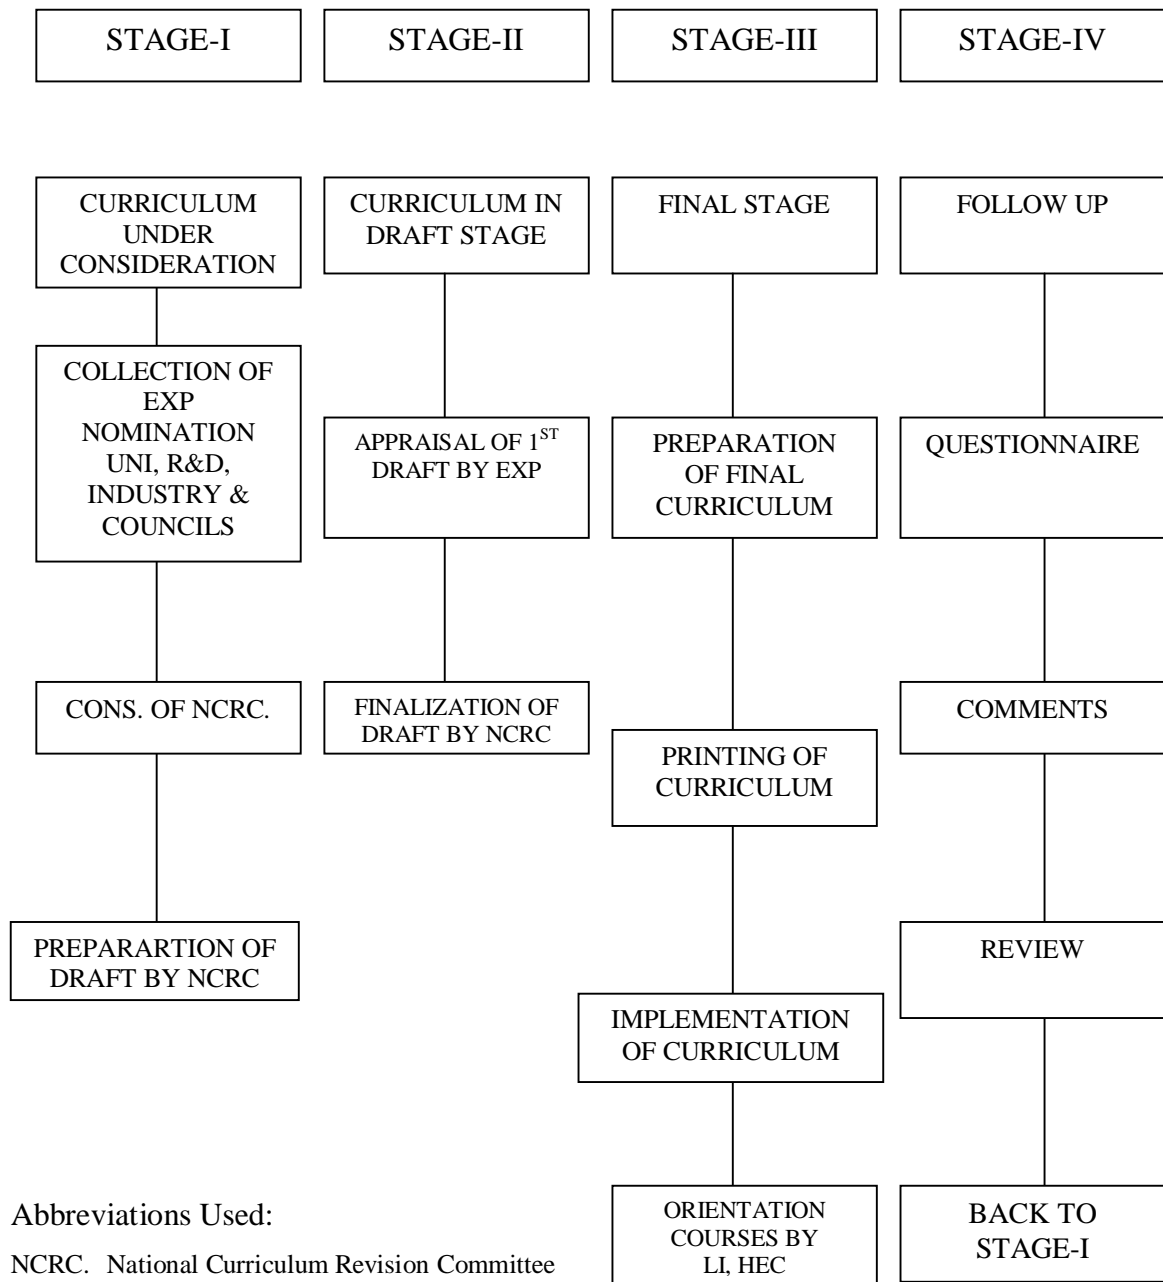 STAGE-I
STAGE-II
STAGE-III
STAGE-IV
CURRICULUM
UNDER
CONSIDERATION
COLLECTION OF
EXP
NOMINATION
UNI, R&D,
INDUSTRY &
COUNCILS
CONS. OF NCRC.
PREPARARTION OF
DRAFT BY NCRC
CURRICULUM IN
DRAFT STAGE
APPRAISAL OF 1ST
DRAFT BY EXP
FINALIZATION OF
DRAFT BY NCRC
FINAL STAGE
PREPARATION
OF FINAL
CURRICULUM
PRINTING OF
CURRICULUM
IMPLEMENTATION
OF CURRICULUM
ORIENTATION
COURSES BY
LI, HEC
FOLLOW UP
QUESTIONNAIRE
COMMENTS
REVIEW
BACK TO
STAGE-I
Abbreviations Used:
NCRC. National Curriculum Revision Committee